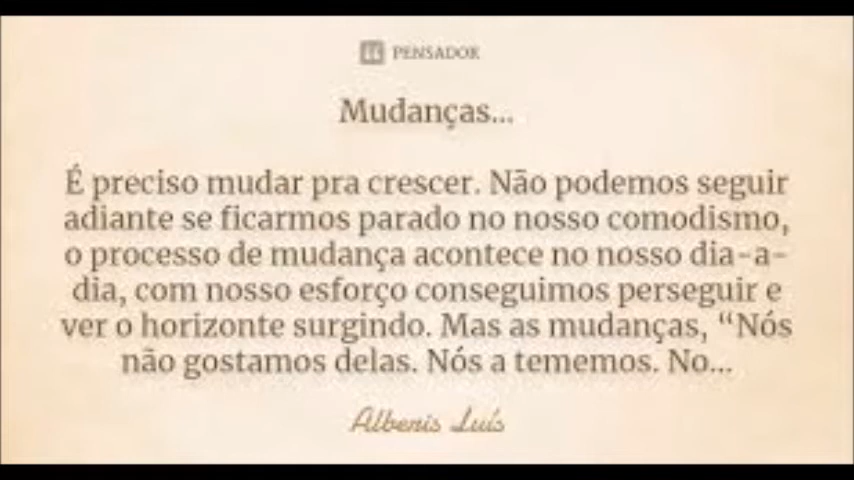 PENSADOR
Mudanças...
É preciso mudar pra crescer. Não podemos seguir
adiante se ficarmos parado no nosso comodismo,
o processo de mudança acontece no nosso dia-a-
dia, com nosso esforço conseguimos perseguir e
ver o horizonte surgindo. Mas as mudanças, “Nós
não gostamos delas. Nós a tememos. No...
Albenis Luís